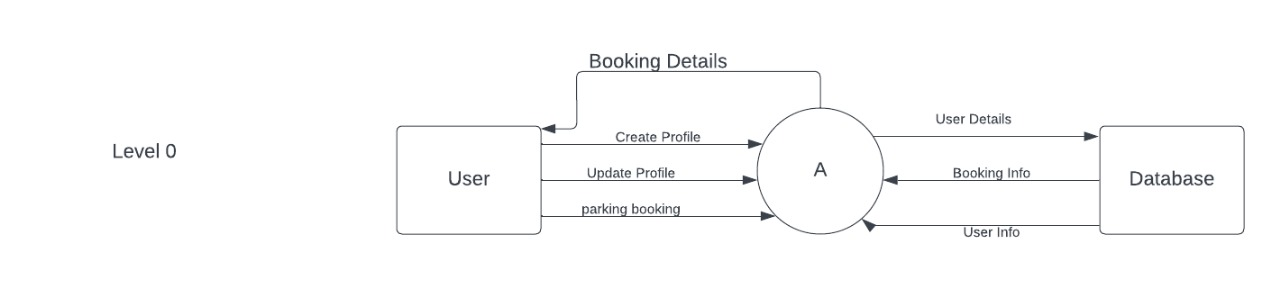 Booking Details
User Details
Create Profile
Level 0
User
Update Profile
A
Booking Info
Database
parking booking
User Info